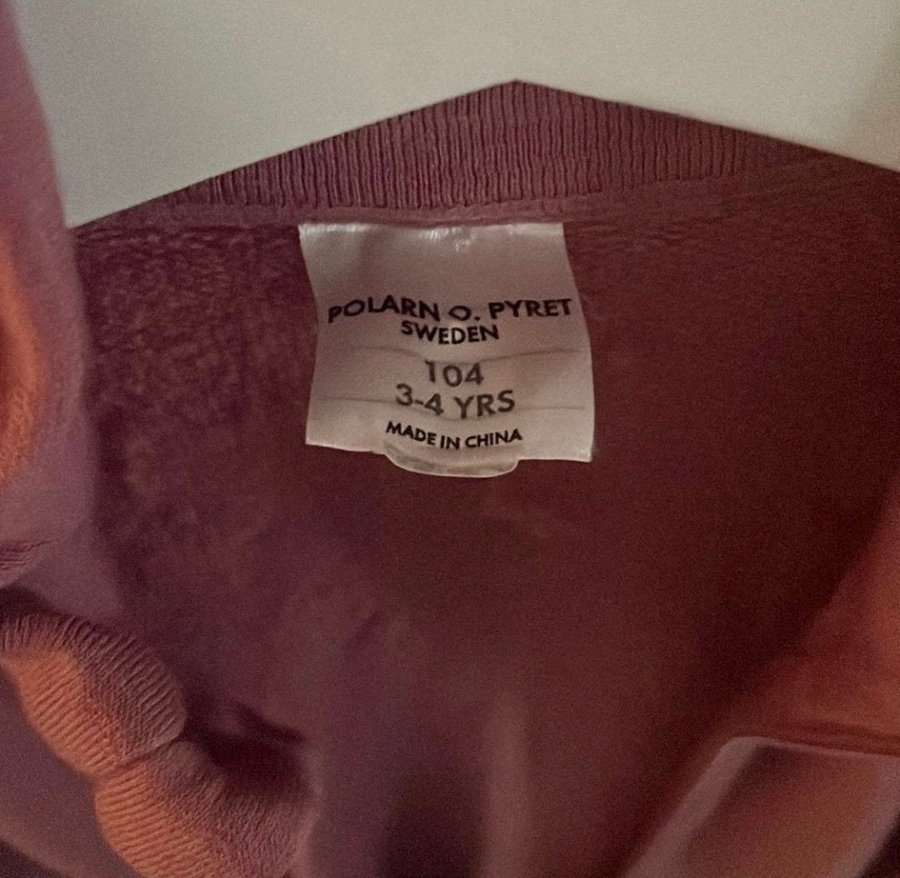 POLARN O. PYRET
SWEDEN
104
3-4 YRS
MADE IN CHINA